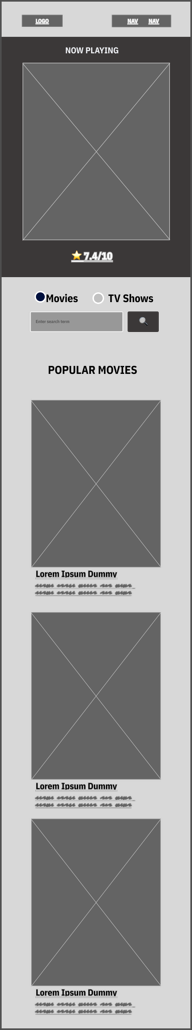 LOGO
NAV NAV
NOW PLAYING
7.4/10
Movies TV Shows
Enter search term
POPULAR MOVIES
Lorem Ipsum Dummy
Lorem Ipsum Dummy
Lorem Ipsum Dummy